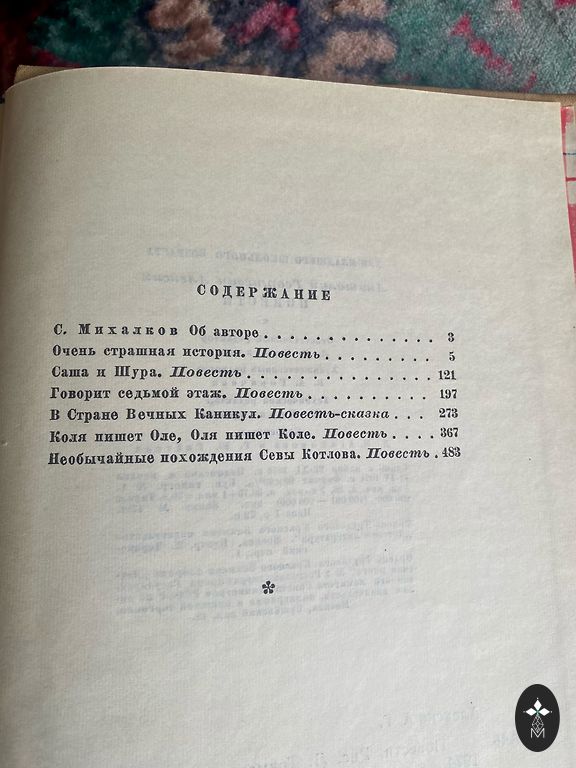 СОДЕРЖАНИЕ
С. Михалков Об авторе . . . . . . . . . . . . . . . 3
Очень страшная история. Повесть . . . . . . . . . 5
Саша и Шура. Повесть . . . . . . . . . . . . . . . 121
Говорит седьмой этаж. Повесть . . . . . . . . . . 197
В Стране Вечных Каникул. Повесть-сказка . . . 273
Коля пишет Оле, Оля пишет Коле. Повесть . . . . 367
Необычайные похождения Севы Котлова. Повесть . 483
M